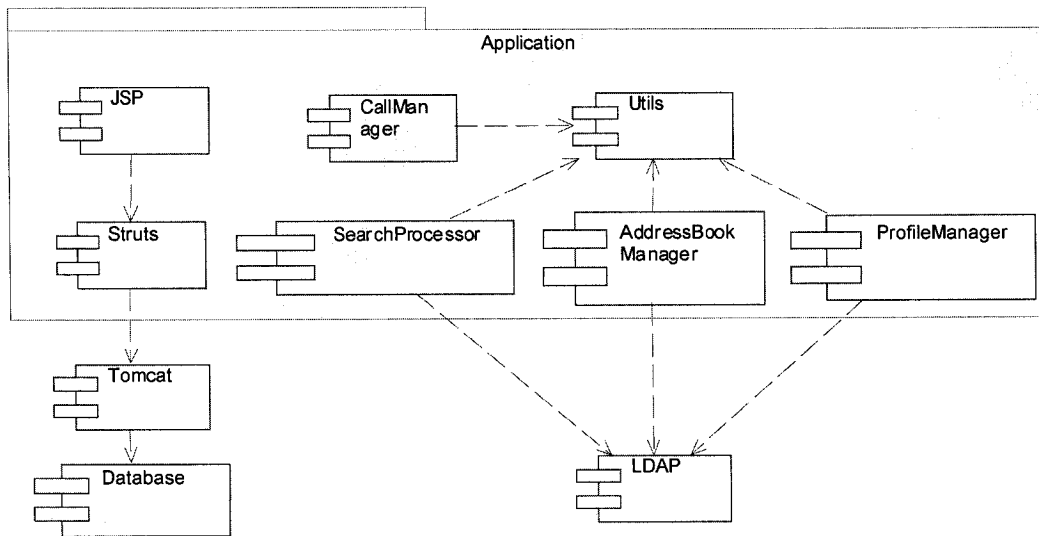 Application
JSP
CallMan
ager
Utils
Struts
SearchProcessor
AddressBook
Manager
ProfileManager
Tomcat
Database
LDAP